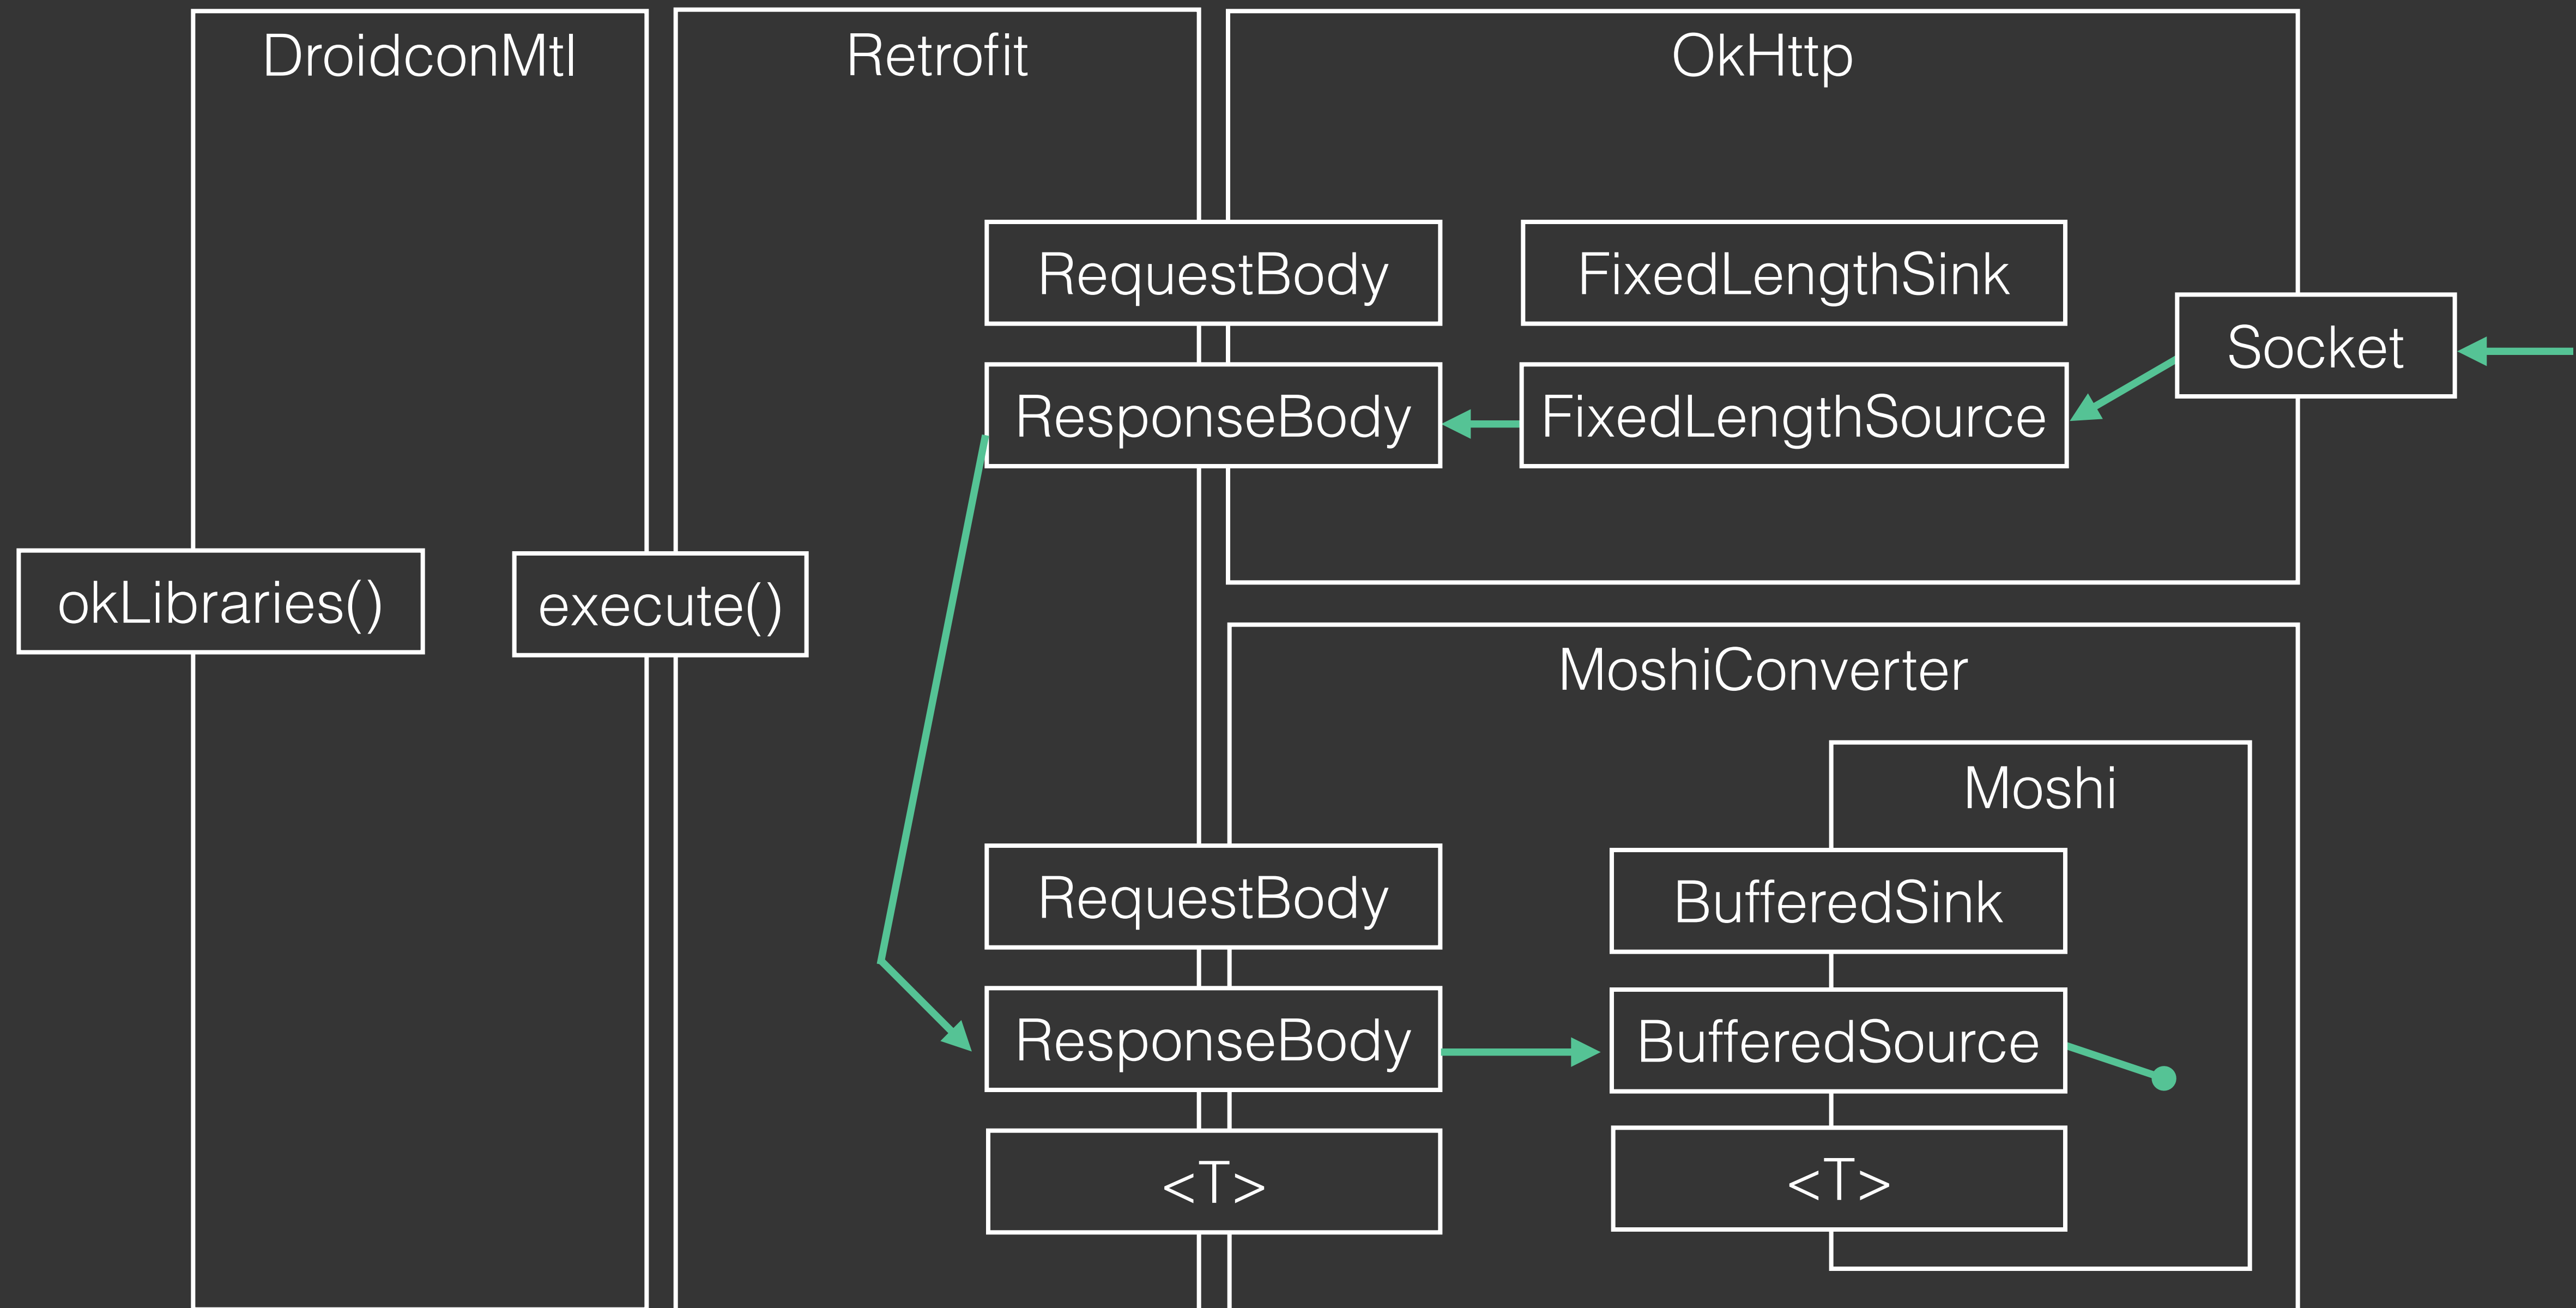 DroidconMtl
Retrofit
OkHttp
RequestBody
FixedLengthSink
Socket
ResponseBody
FixedLengthSource
okLibraries()
execute()
MoshiConverter
Moshi
RequestBody
BufferedSink
ResponseBody
BufferedSource
<T>
<T>